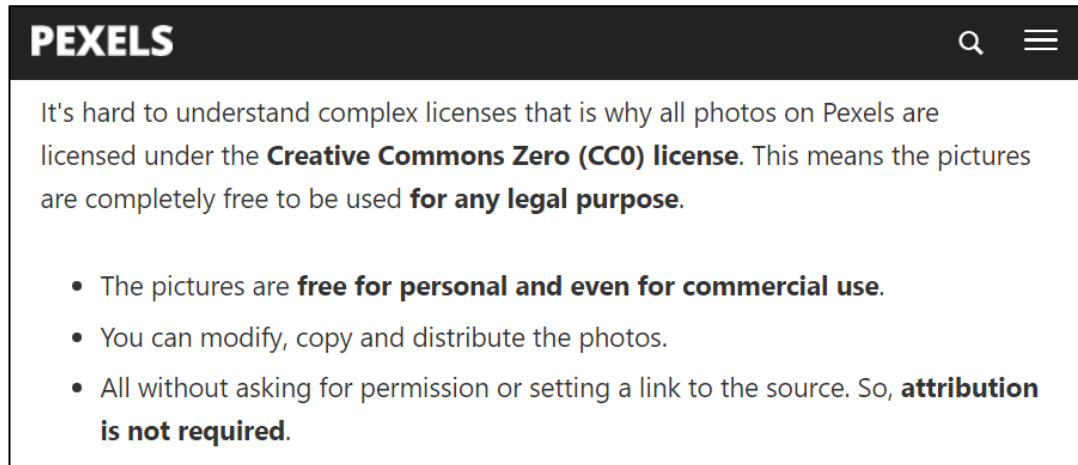 PEXELS
It's hard to understand complex licenses that is why all photos on Pexels are
licensed under the Creative Commons Zero (CC0) license. This means the pictures
are completely free to be used for any legal purpose.
• The pictures are free for personal and even for commercial use.
• You can modify, copy and distribute the photos.
• All without asking for permission or setting a link to the source. So, attribution
is not required.